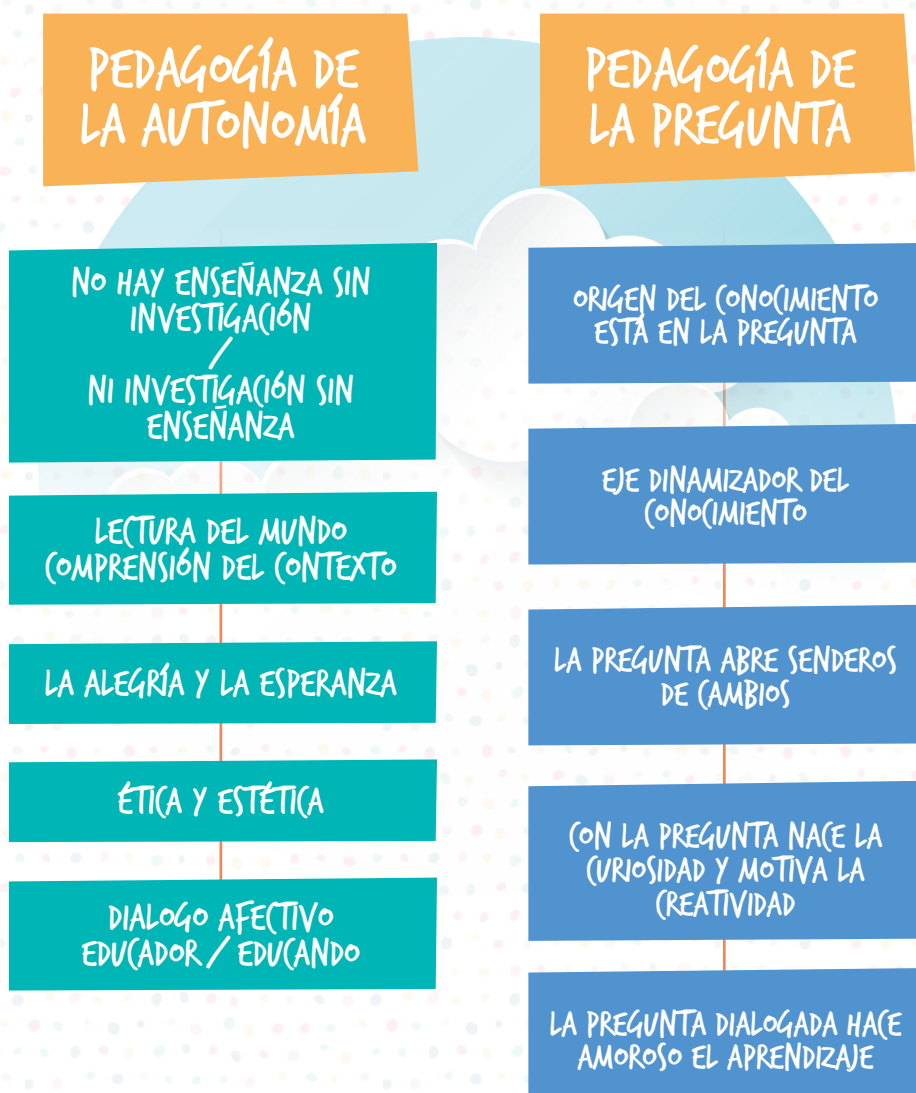 PEDAGOGÍA DE
LA AUTONOMÍA
NO HAY ENSEÑANZA SIN
INVESTIGACIÓN
/
NI INVESTIGACIÓN SIN
ENSEÑANZA
LECTURA DEL MUNDO
COMPRENSIÓN DEL CONTEXTO
LA ALEGRÍA Y LA ESPERANZA
ÉTICA Y ESTÉTICA
DIALOGO AFECTIVO
EDUCADOR / EDUCANDO
PEDAGOGÍA DE
LA PREGUNTA
ORIGEN DEL CONOCIMIENTO
ESTÁ EN LA PREGUNTA
EJE DINAMIZADOR DEL
CONOCIMIENTO
LA PREGUNTA ABRE SENDEROS
DE CAMBIOS
CON LA PREGUNTA NACE LA
CURIOSIDAD Y MOTIVA LA
CREATIVIDAD
LA PREGUNTA DIALOGADA HACE
AMOROSO EL APRENDIZAJE